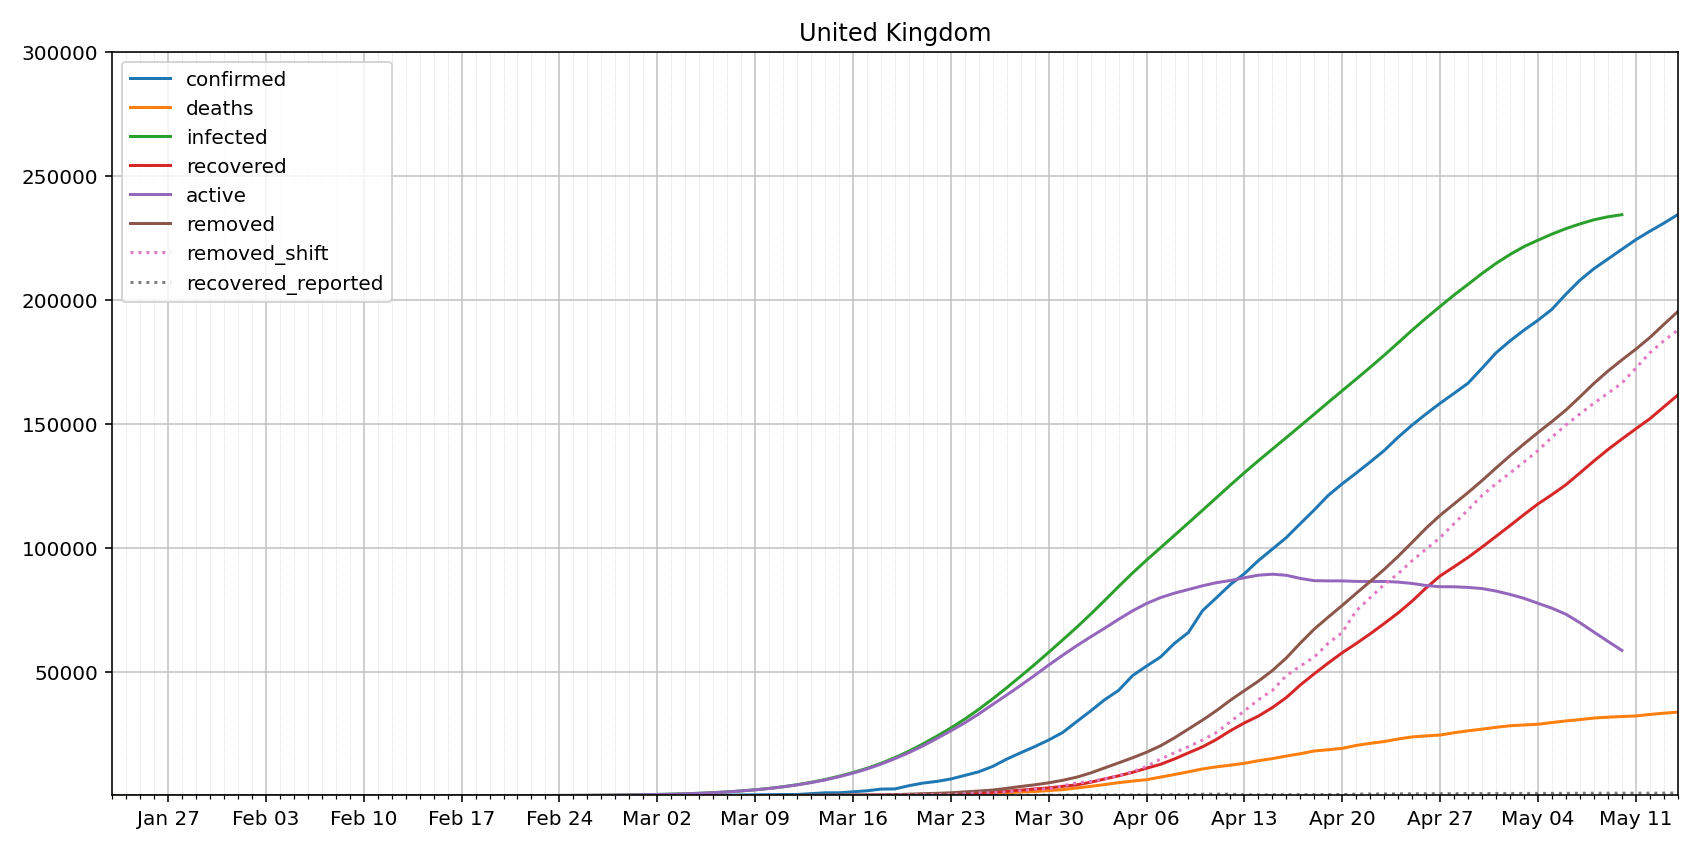 United Kingdom
300000
250000
200000
150000
100000
50000
confirmed
deaths
infected
recovered
active
removed
removed_shift
recovered_reported
Jan 27 Feb 03 Feb 10 Feb 17 Feb 24 Mar 02 Mar 09 Mar 16 Mar 23 Mar 30 Apr 06 Apr 13 Apr 20 Apr 27 May 04 May 11